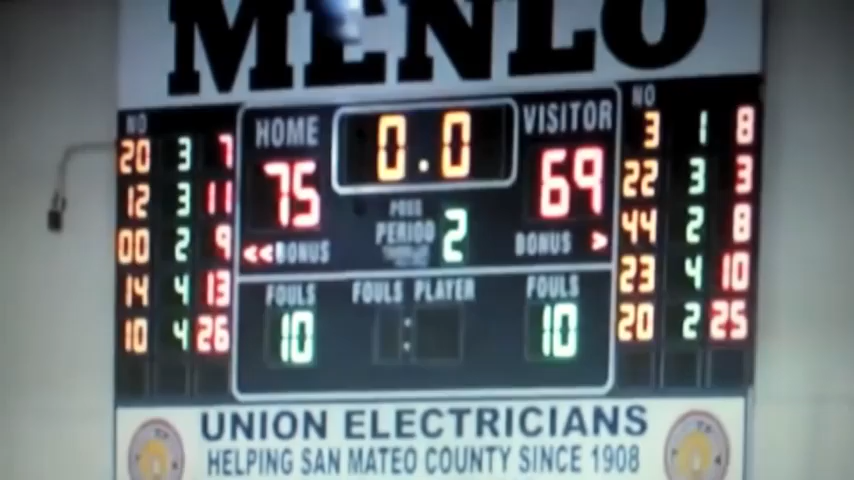 MENLO
NO
HOME
0.0
VISITOR
NO
20 3 7
75
69
3 1 8
12 3 11
22 3 3
00 2 9
<<BONUS
PERIOD 2
BONUS >
44 2 8
14 4 13
FOULS
FOULS PLAYER
FOULS
23 4 10
10 4 26
10
:
10
20 2 25
UNION ELECTRICIANS
HELPING SAN MATEO COUNTY SINCE 1908